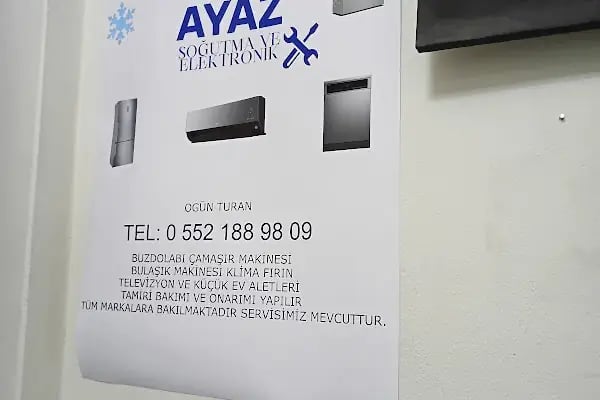 AYAZ
SOĞUTMA VE
ELEKTRONİK
OGÜN TURAN
TEL: 0 552 188 98 09
BUZDOLABI ÇAMAŞIR MAKİNESİ
BULAŞIK MAKİNESİ KLİMA FIRIN
TELEVİZYON VE KÜÇÜK EV ALETLERİ
TAMİRİ BAKIMI VE ONARIMI YAPILIR
TÜM MARKALARA BAKILMAKTADIR SERVİSİMİZ MEVCUTTUR.